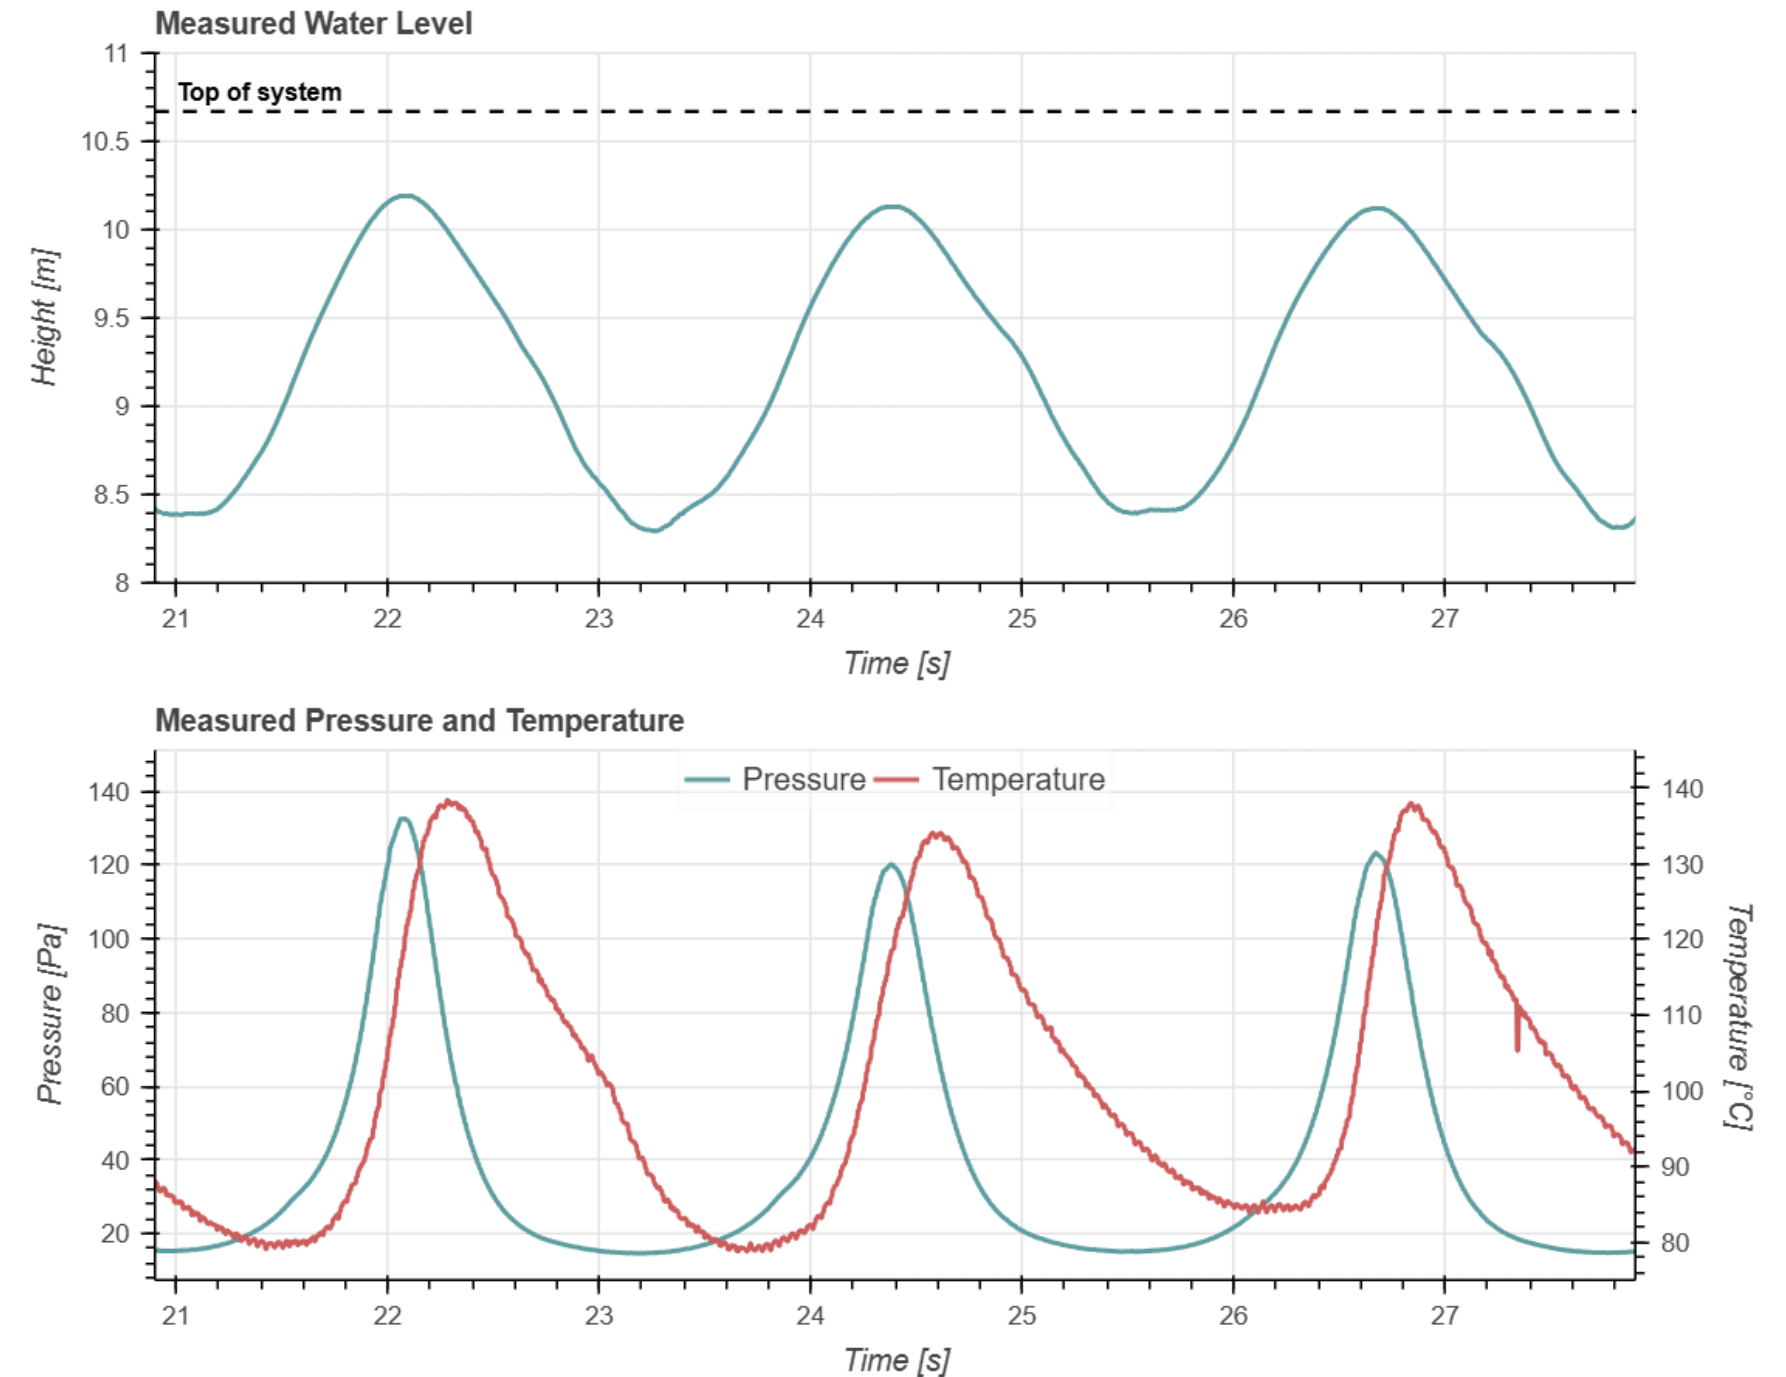 Measured Water Level
Top of system
11
10.5
10
9.5
9
8.5
8
Height [m]
21 22 23 24 25 26 27
Time [s]
Measured Pressure and Temperature
Pressure Temperature
140
120
100
80
60
40
20
Pressure [Pa]
140
130
120
110
100
90
80
Temperature [°C]
21 22 23 24 25 26 27
Time [s]